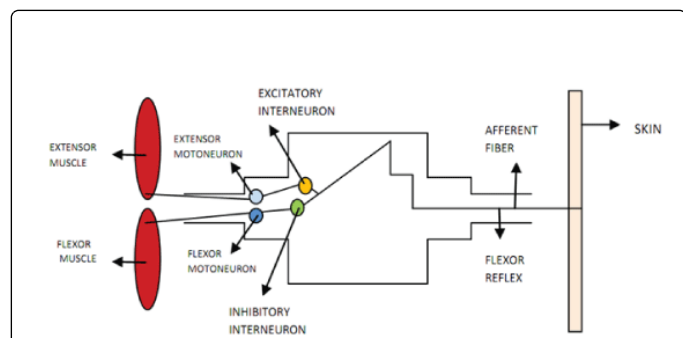 EXCITATORY
INTERNEURON
EXTENSOR
MUSCLE
EXTENSOR
MOTONEURON
AFFERENT
FIBER
SKIN
FLEXOR
MUSCLE
FLEXOR
MOTONEURON
FLEXOR
REFLEX
INHIBITORY
INTERNEURON